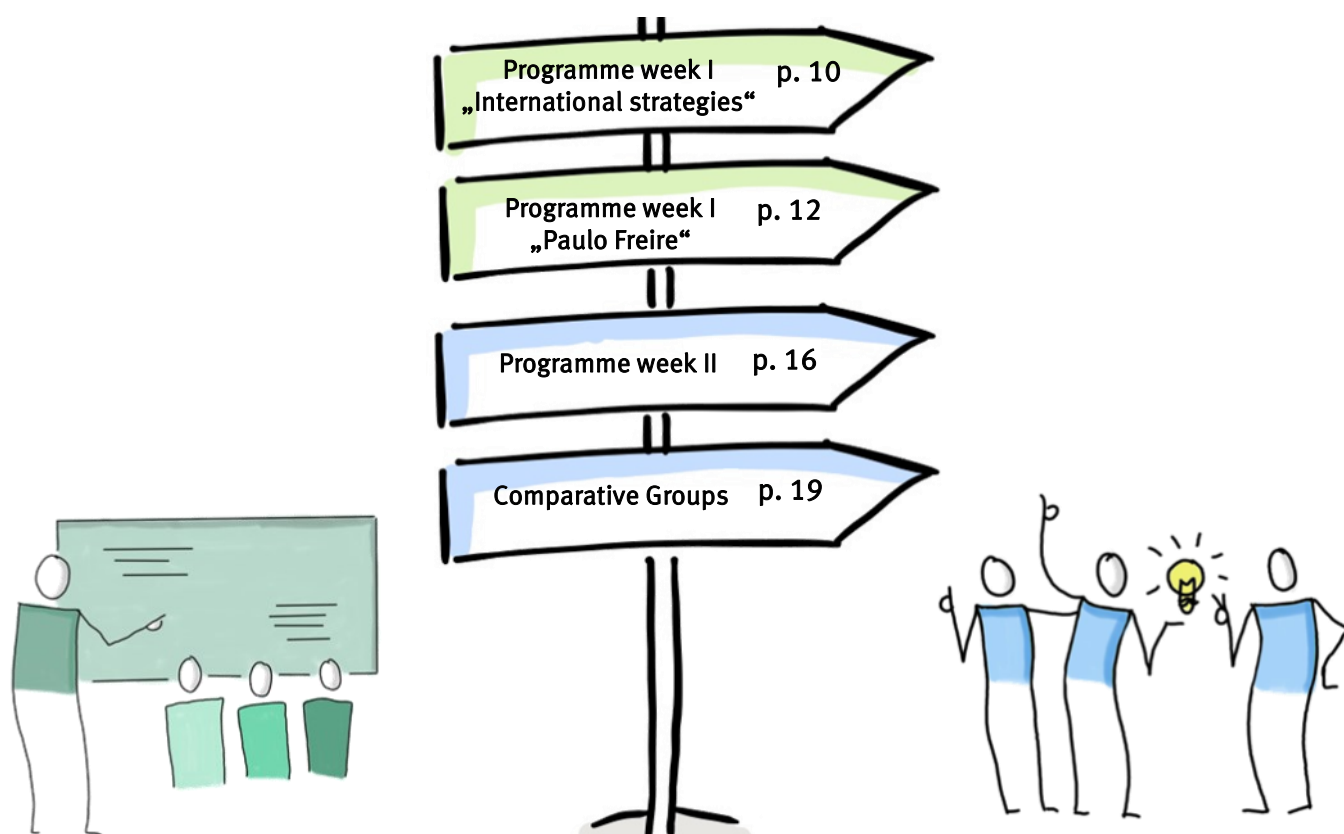 Programme week I p. 10
„International strategies“
Programme week I p. 12
„Paulo Freire“
Programme week II p. 16
Comparative Groups p. 19